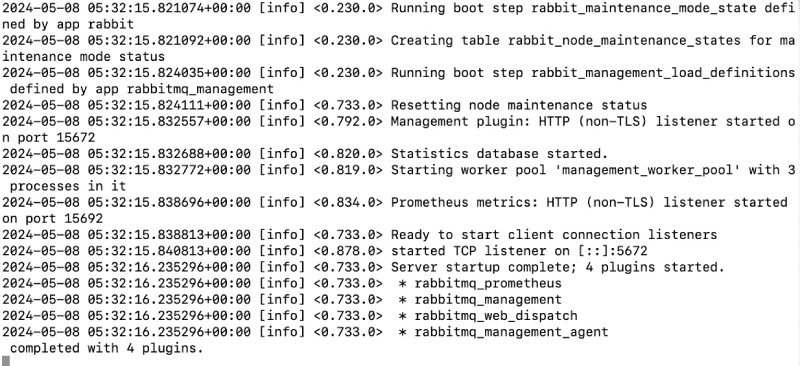 2024-05-08 05:32:15.821074+00:00 [info] <0.230.0> Running boot step rabbit_maintenance_mode_state defi
ned by app rabbit
2024-05-08 05:32:15.821092+00:00 [info] <0.230.0> Creating table rabbit_node_maintenance_states for ma
intenance mode status
2024-05-08 05:32:15.824035+00:00 [info] <0.230.0> Running boot step rabbit_management_load_definitions
 defined by app rabbitmq_management
2024-05-08 05:32:15.824111+00:00 [info] <0.733.0> Resetting node maintenance status
2024-05-08 05:32:15.832557+00:00 [info] <0.792.0> Management plugin: HTTP (non-TLS) listener started o
n port 15672
2024-05-08 05:32:15.832688+00:00 [info] <0.820.0> Statistics database started.
2024-05-08 05:32:15.832772+00:00 [info] <0.819.0> Starting worker pool 'management_worker_pool' with 3
 processes in it
2024-05-08 05:32:15.838696+00:00 [info] <0.834.0> Prometheus metrics: HTTP (non-TLS) listener started
on port 15692
2024-05-08 05:32:15.838813+00:00 [info] <0.733.0> Ready to start client connection listeners
2024-05-08 05:32:15.840813+00:00 [info] <0.878.0> started TCP listener on [::]:5672
2024-05-08 05:32:16.235296+00:00 [info] <0.733.0> Server startup complete; 4 plugins started.
2024-05-08 05:32:16.235296+00:00 [info] <0.733.0>  * rabbitmq_prometheus
2024-05-08 05:32:16.235296+00:00 [info] <0.733.0>  * rabbitmq_management
2024-05-08 05:32:16.235296+00:00 [info] <0.733.0>  * rabbitmq_web_dispatch
2024-05-08 05:32:16.235296+00:00 [info] <0.733.0>  * rabbitmq_management_agent
 completed with 4 plugins.